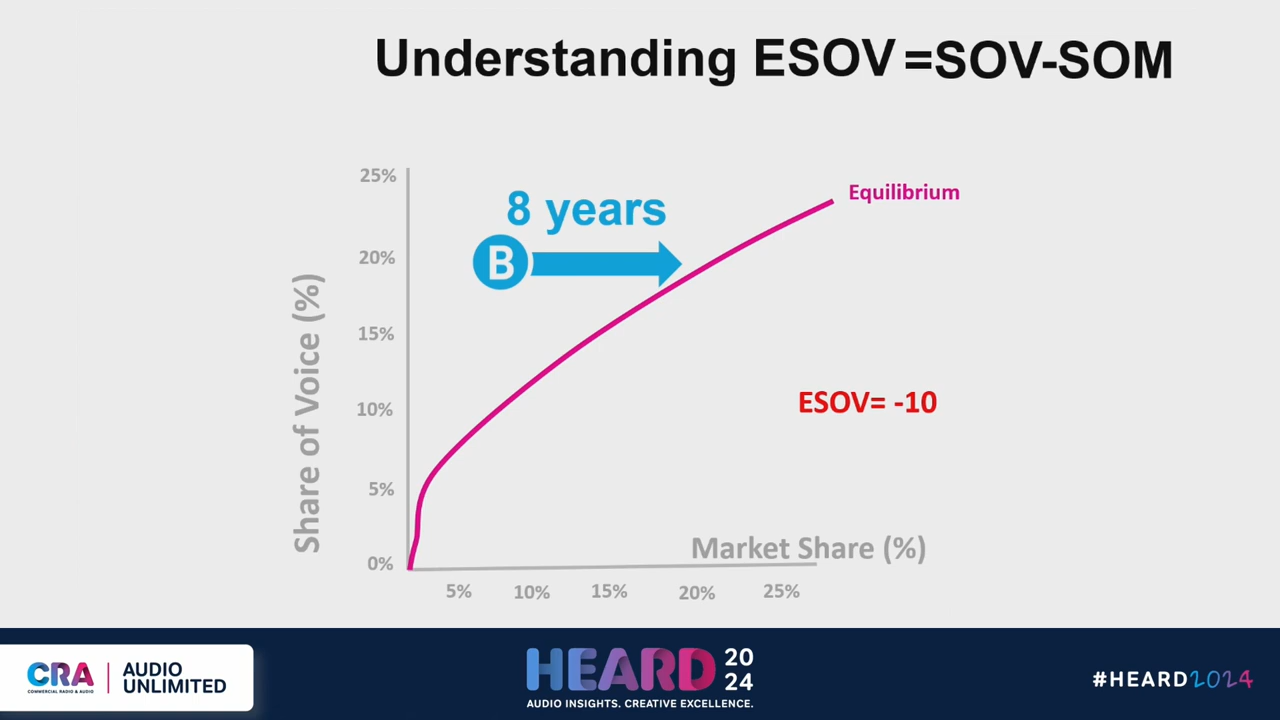 Understanding ESOV =SOV-SOM
25%
20%
15%
10%
5%
0%
Share of Voice (%)
8 years
B
Equilibrium
ESOV= -10
Market Share (%)
5%
10%
15%
20%
25%
CRA
COMMERCIAL RADIO & AUDIO
AUDIO
UNLIMITED
HEARD
20
24
AUDIO INSIGHTS. CREATIVE EXCELLENCE.
#HEARD2024